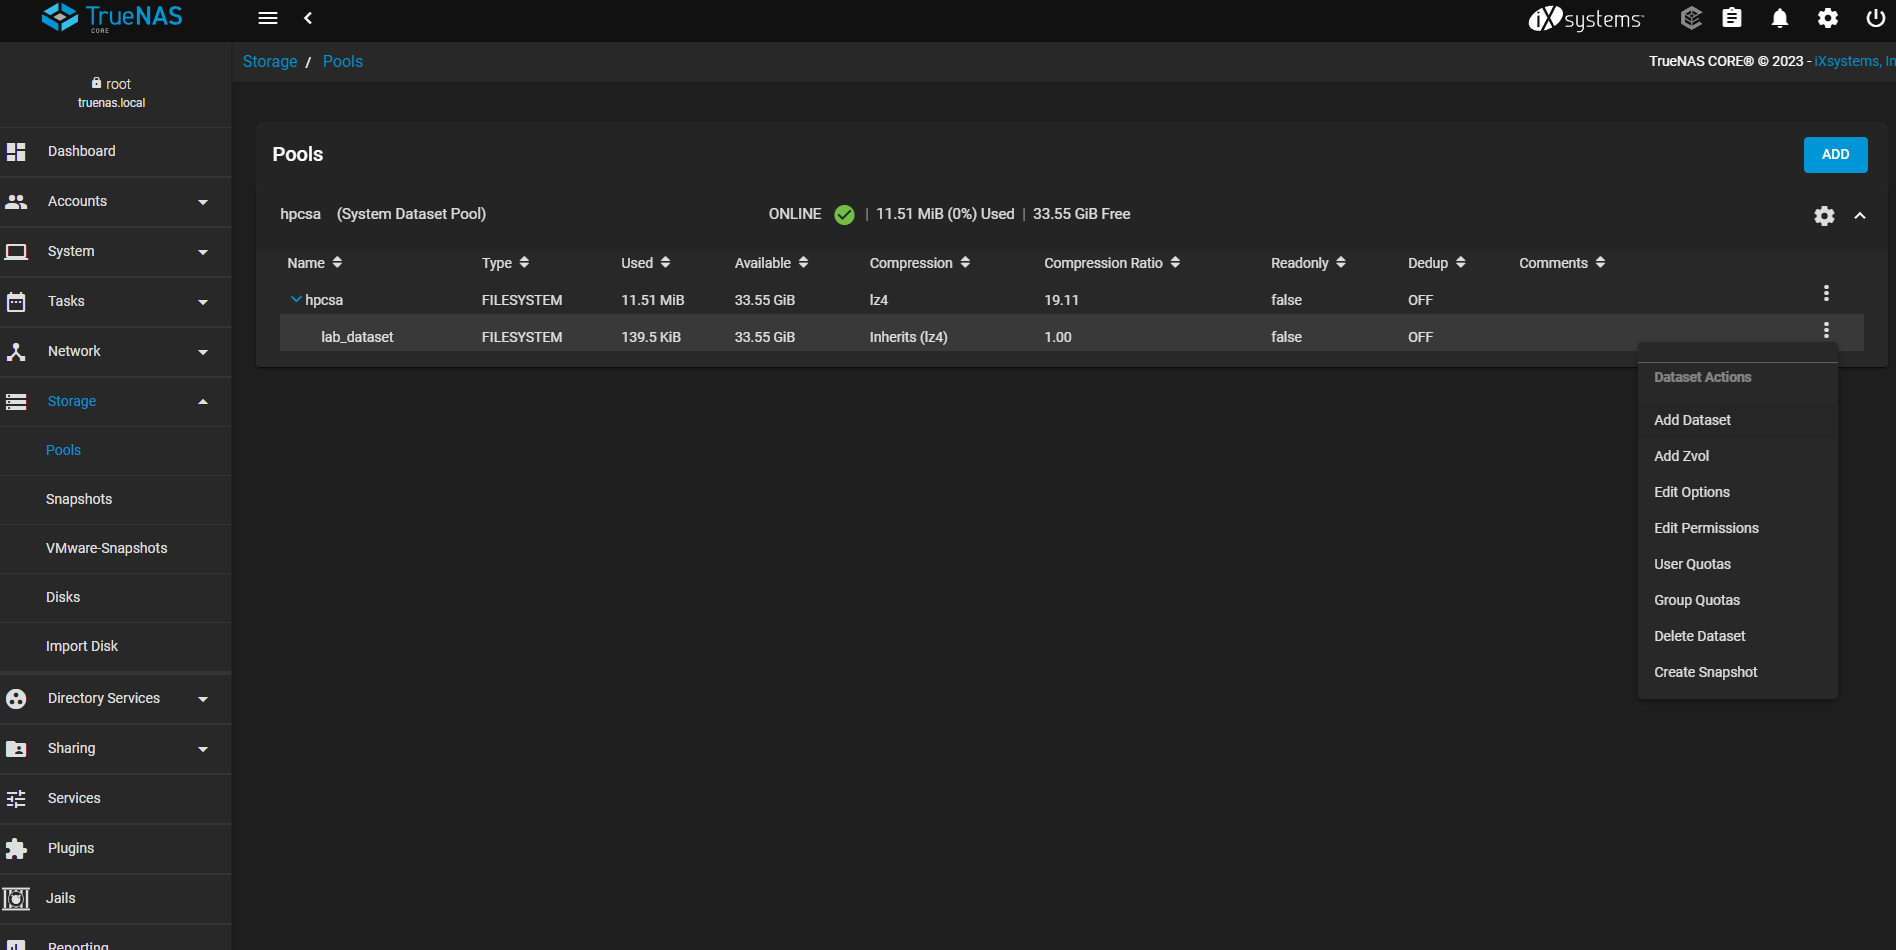 TrueNAS
CORE
iXsystems™
Storage / Pools
TrueNAS CORE® © 2023 - iXsystems, In
root
truenas.local
Dashboard
Accounts
System
Tasks
Network
Storage
Pools
Snapshots
VMware-Snapshots
Disks
Import Disk
Directory Services
Sharing
Services
Plugins
Jails
Reporting
Pools
ADD
hpcsa (System Dataset Pool) ONLINE | 11.51 MiB (0%) Used | 33.55 GiB Free
Name Type Used Available Compression Compression Ratio Readonly Dedup Comments
hpcsa FILESYSTEM 11.51 MiB 33.55 GiB lz4 19.11 false OFF
lab_dataset FILESYSTEM 139.5 KiB 33.55 GiB Inherits (lz4) 1.00 false OFF
Dataset Actions
Add Dataset
Add Zvol
Edit Options
Edit Permissions
User Quotas
Group Quotas
Delete Dataset
Create Snapshot